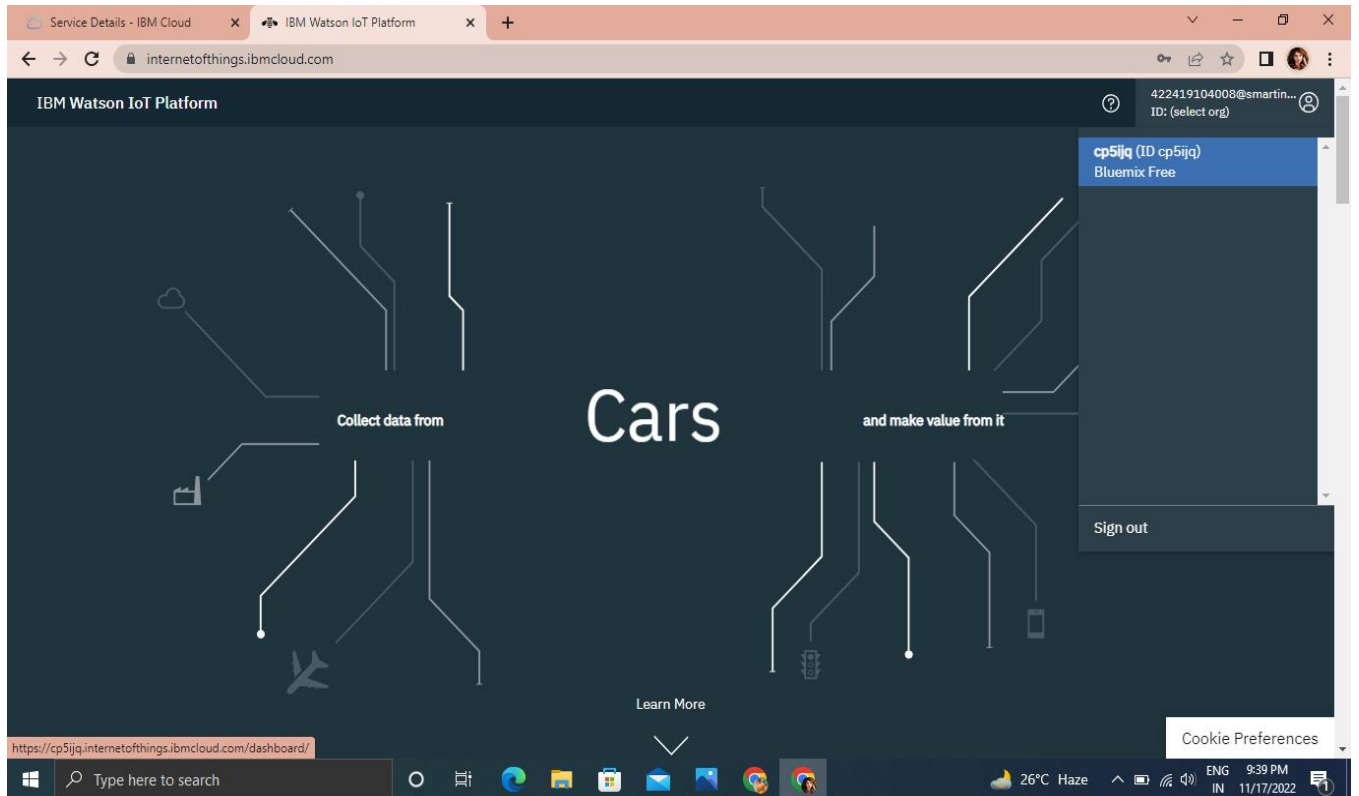 Service Details - IBM Cloud
IBM Watson IoT Platform
internetofthings.ibmcloud.com
IBM Watson IoT Platform
422419104008@smartin...
ID: (select org)
cp5ijq (ID cp5ijq)
Bluemix Free
Collect data from
Cars
and make value from it
Sign out
Learn More
Cookie Preferences
https://cp5ijq.internetofthings.ibmcloud.com/dashboard/
Type here to search
26°C Haze
ENG
IN
9:39 PM
11/17/2022
1